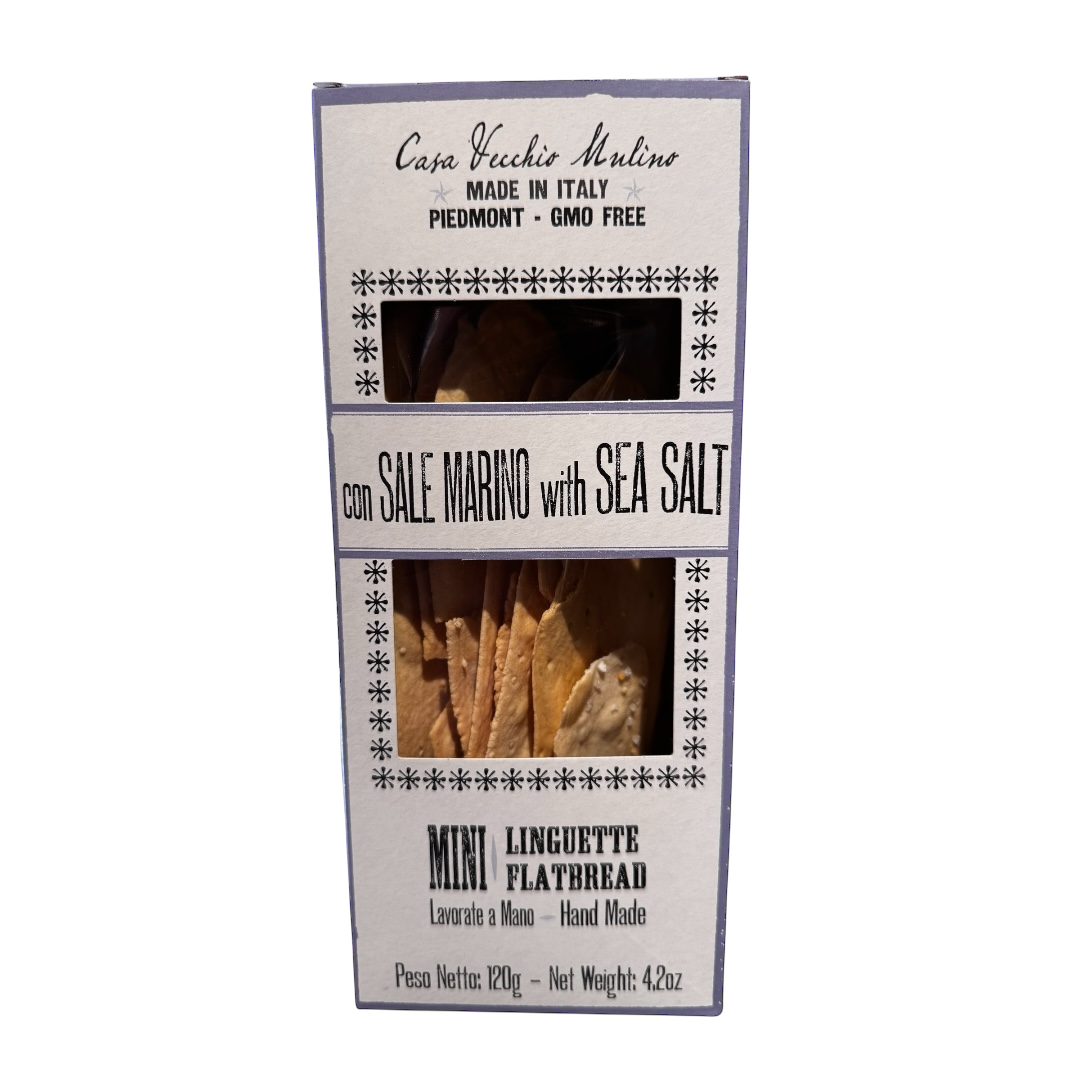 Casa Vecchio Mulino
MADE IN ITALY
PIEDMONT - GMO FREE
con SALE MARINO with SEA SALT
MINI LINGUETTE
FLATBREAD
Lavorate a Mano - Hand Made
Peso Netto: 120g - Net Weight: 4,2oz